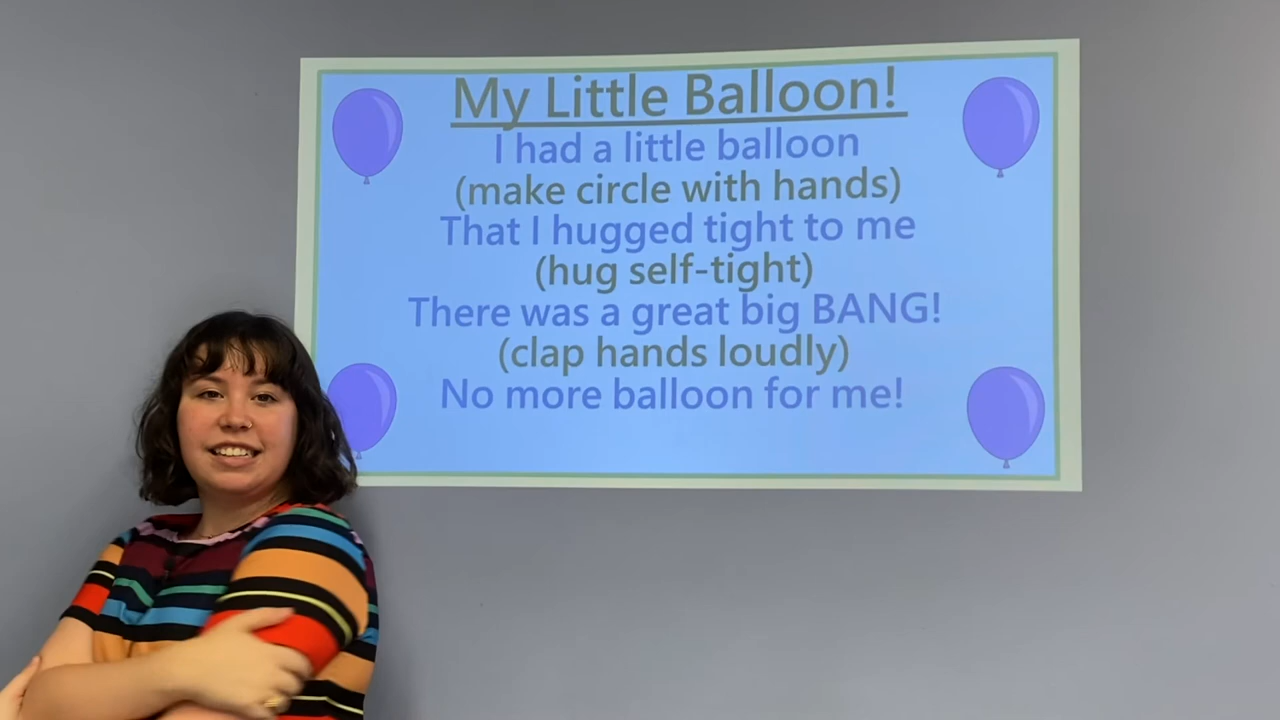 My Little Balloon!
I had a little balloon
(make circle with hands)
That I hugged tight to me
(hug self-tight)
There was a great big BANG!
(clap hands loudly)
No more balloon for me!